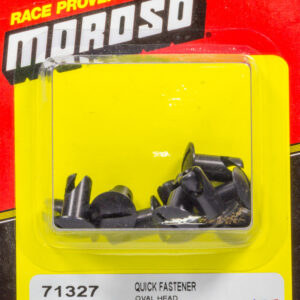 RACE PROVEN
MOROSO
71327 QUICK FASTENER
OVAL HEAD